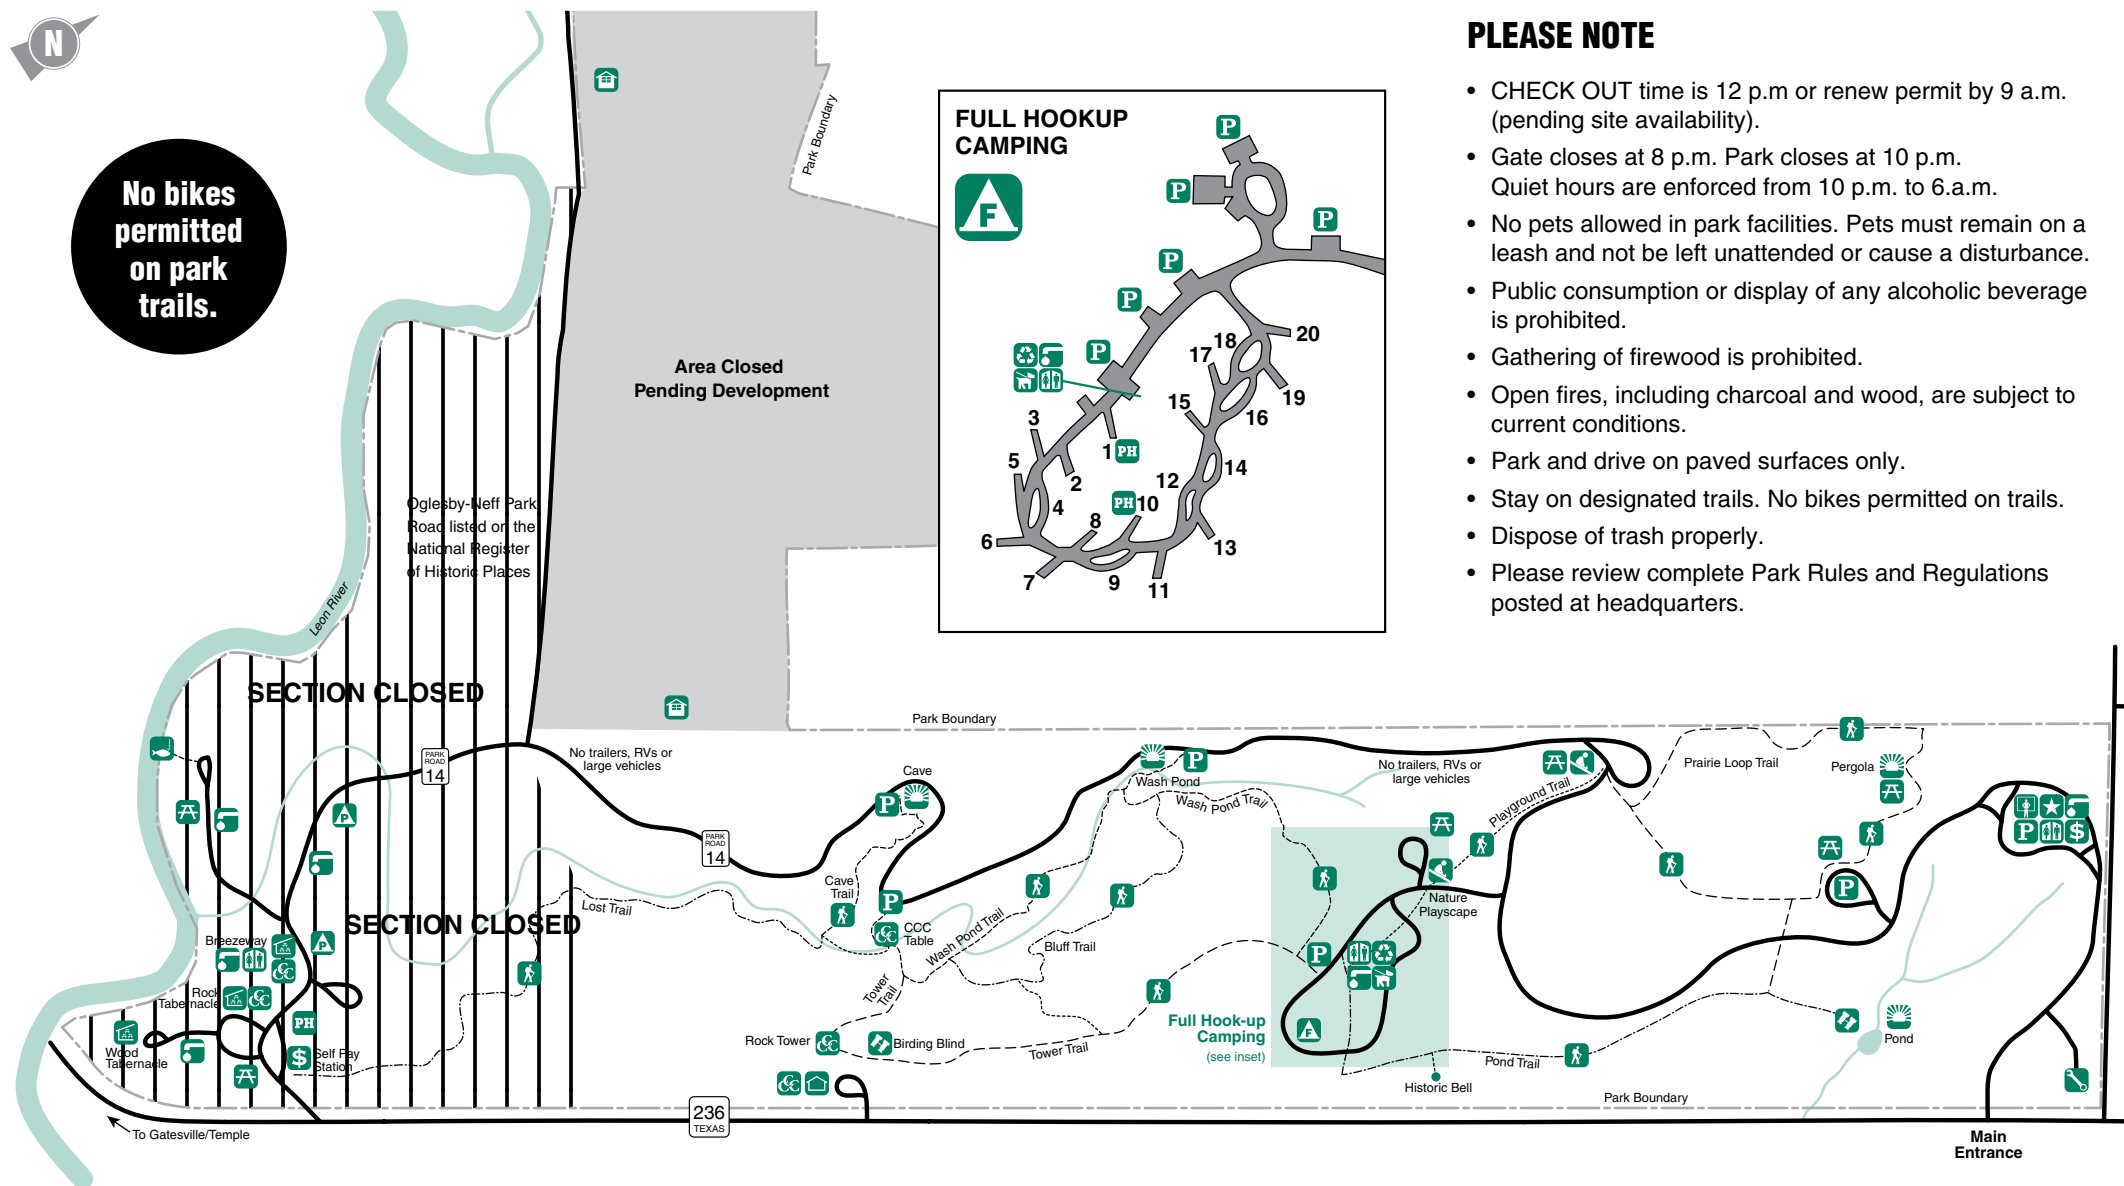 N
No bikes
permitted
on park
trails.
PLEASE NOTE
• CHECK OUT time is 12 p.m or renew permit by 9 a.m.
(pending site availability).
• Gate closes at 8 p.m. Park closes at 10 p.m.
Quiet hours are enforced from 10 p.m. to 6.a.m.
• No pets allowed in park facilities. Pets must remain on a
leash and not be left unattended or cause a disturbance.
• Public consumption or display of any alcoholic beverage
is prohibited.
• Gathering of firewood is prohibited.
• Open fires, including charcoal and wood, are subject to
current conditions.
• Park and drive on paved surfaces only.
• Stay on designated trails. No bikes permitted on trails.
• Dispose of trash properly.
• Please review complete Park Rules and Regulations
posted at headquarters.
FULL HOOKUP
CAMPING
F
P
P
P
P
P
P
20
18
17
19
15
16
3
1 PH
14
5
2
12
4
PH 10
8
13
6
7
9
11
Park Boundary
Area Closed
Pending Development
Oglesby-Neff Park
Road listed on the
National Register
of Historic Places
Leon River
SECTION CLOSED
PARK
ROAD
14
No trailers, RVs or
large vehicles
Park Boundary
Cave
P
Wash Pond
P
Wash Pond Trail
No trailers, RVs or
large vehicles
Playground Trail
Prairie Loop Trail
Pergola
P
$
P
P
PARK
ROAD
14
Cave
Trail
P
CCC
CCC
Table
Nature
Playscape
P
Lost Trail
SECTION CLOSED
Breezeway
P
CCC
Rock
Tabernacle
CCC
PH
Wood
Tabernacle
$
Self Pay
Station
Wash Pond Trail
Bluff Trail
Tower
Trail
Rock Tower
CCC
Birding Blind
Tower Trail
CCC
Full Hook-up
Camping
(see inset)
P
F
Historic Bell
Pond Trail
Pond
Park Boundary
236
TEXAS
To Gatesville/Temple
Main
Entrance